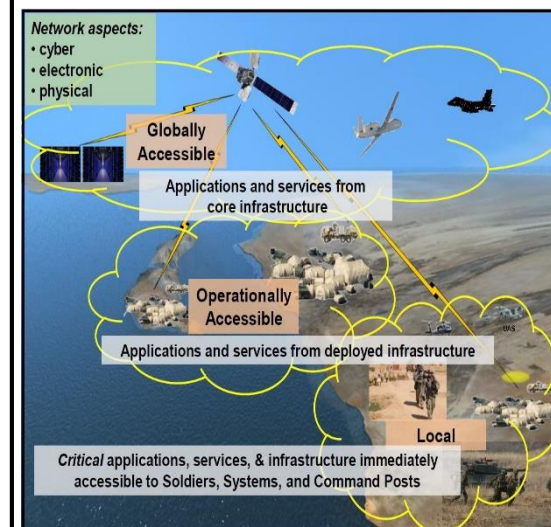 Network aspects:
• cyber
• electronic
• physical
Globally
Accessible
Applications and services from
core infrastructure
Operationally
Accessible
Applications and services from deployed infrastructure
UAS
Local
Critical applications, services, & infrastructure immediately
accessible to Soldiers, Systems, and Command Posts